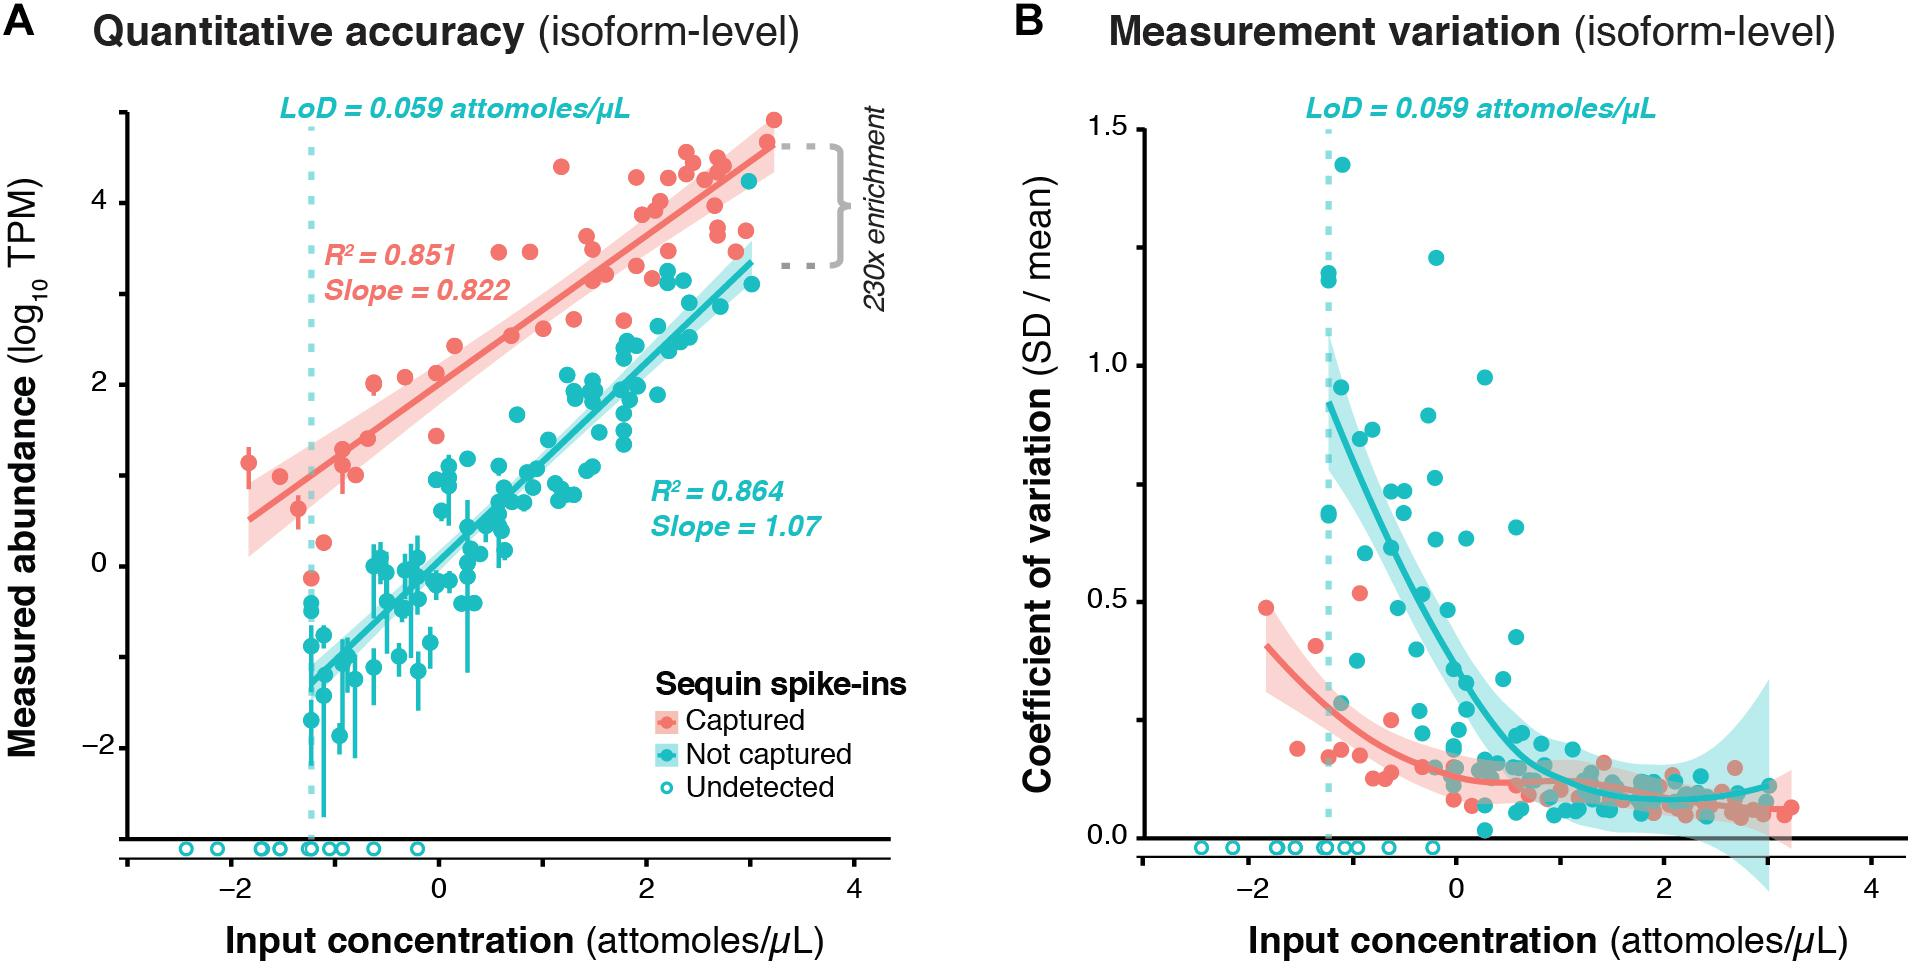 A
Quantitative accuracy (isoform-level)
LoD = 0.059 attomoles/µL
Measured abundance (log10 TPM)
4
2
0
−2
R² = 0.851
Slope = 0.822
230x enrichment
R² = 0.864
Slope = 1.07
Sequin spike-ins
Captured
Not captured
Undetected
−2
0
2
4
Input concentration (attomoles/µL)
B
Measurement variation (isoform-level)
LoD = 0.059 attomoles/µL
Coefficient of variation (SD / mean)
1.5
1.0
0.5
0.0
−2
0
2
4
Input concentration (attomoles/µL)